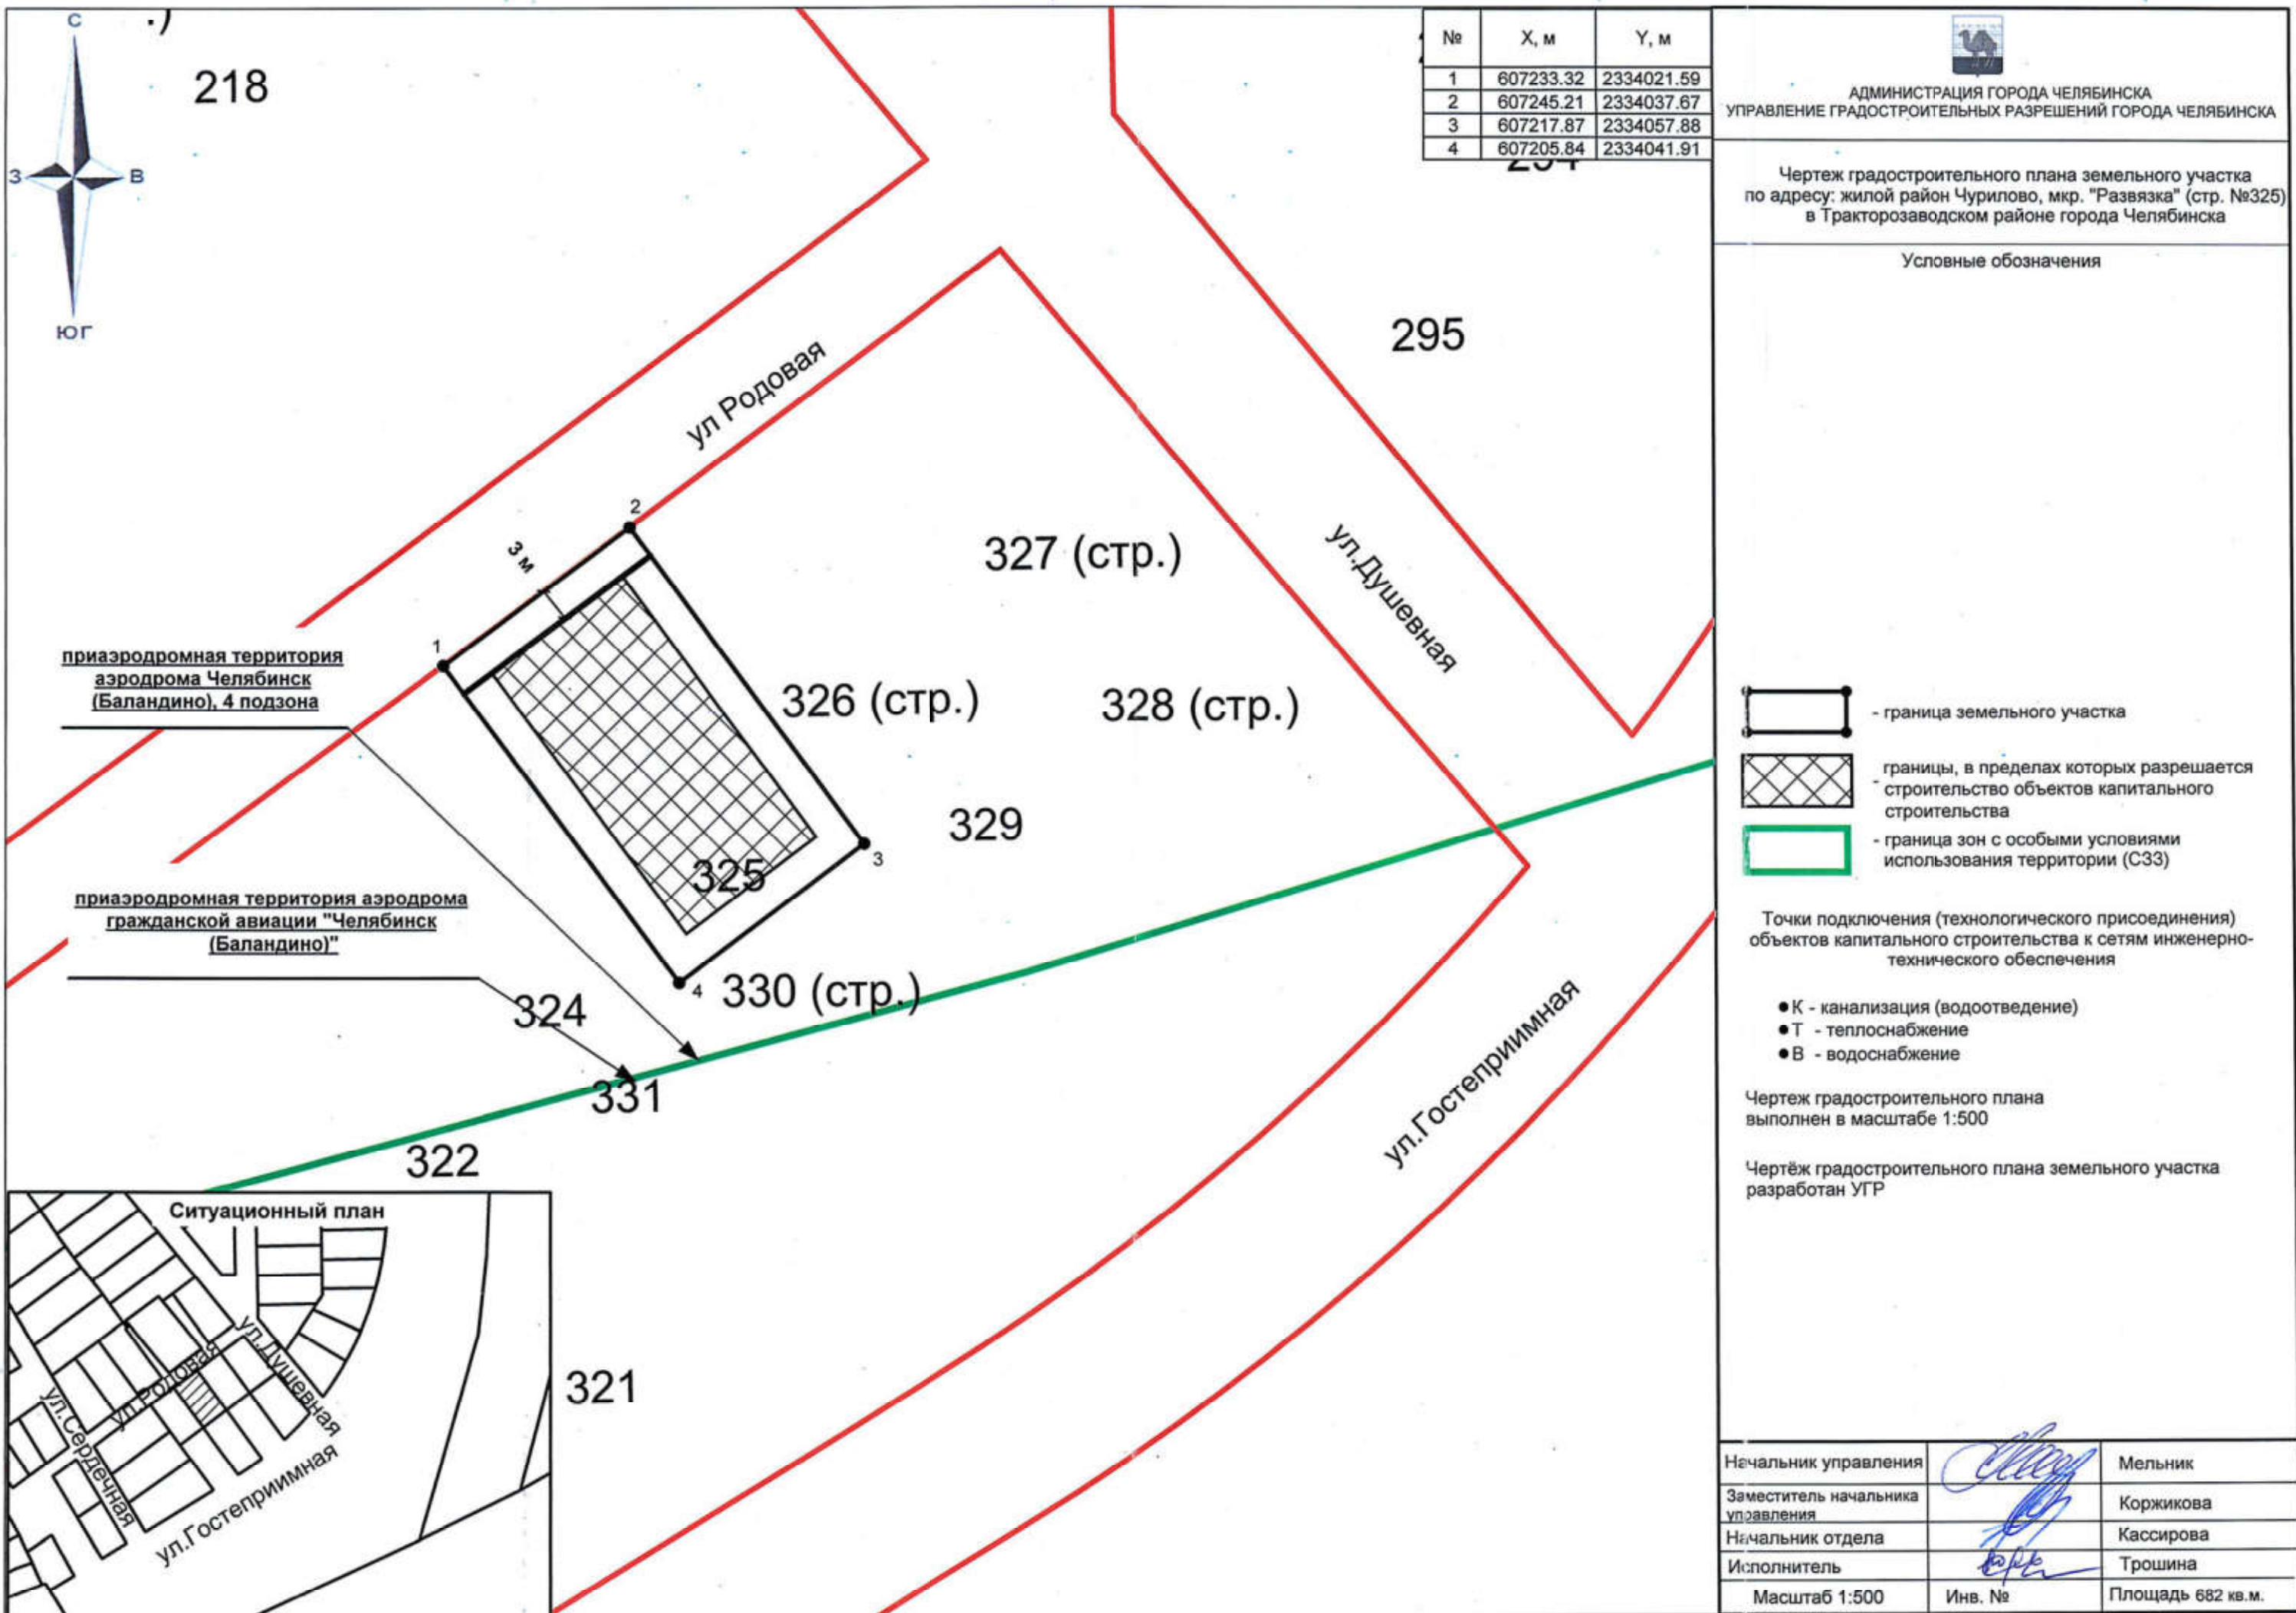 С
З
В
ЮГ
.)
218
№ X, м Y, м
1 607233.32 2334021.59
2 607245.21 2334037.67
3 607217.87 2334057.88
4 607205.84 2334041.91
295
ул Родовая
ул.Душевная
ул.Гостеприимная
3 м
1
2
3
4
327 (стр.)
326 (стр.)
328 (стр.)
329
325
330 (стр.)
324
331
322
321
приаэродромная территория
аэродрома Челябинск
(Баландино), 4 подзона
приаэродромная территория аэродрома
гражданской авиации "Челябинск
(Баландино)"
Ситуационный план
ул.Родовая
ул.Душевная
ул.Сердечная
ул.Гостеприимная
АДМИНИСТРАЦИЯ ГОРОДА ЧЕЛЯБИНСКА
УПРАВЛЕНИЕ ГРАДОСТРОИТЕЛЬНЫХ РАЗРЕШЕНИЙ ГОРОДА ЧЕЛЯБИНСКА
Чертеж градостроительного плана земельного участка
по адресу: жилой район Чурилово, мкр. "Развязка" (стр. №325)
в Тракторозаводском районе города Челябинска
Условные обозначения
- граница земельного участка
- границы, в пределах которых разрешается
строительство объектов капитального
строительства
- граница зон с особыми условиями
использования территории (СЗЗ)
Точки подключения (технологического присоединения)
объектов капитального строительства к сетям инженерно-
технического обеспечения
● К - канализация (водоотведение)
● Т - теплоснабжение
● В - водоснабжение
Чертеж градостроительного плана
выполнен в масштабе 1:500
Чертёж градостроительного плана земельного участка
разработан УГР
Начальник управления Мельник
Заместитель начальника
управления Коржикова
Начальник отдела Кассирова
Исполнитель Трошина
Масштаб 1:500 Инв. № Площадь 682 кв.м.